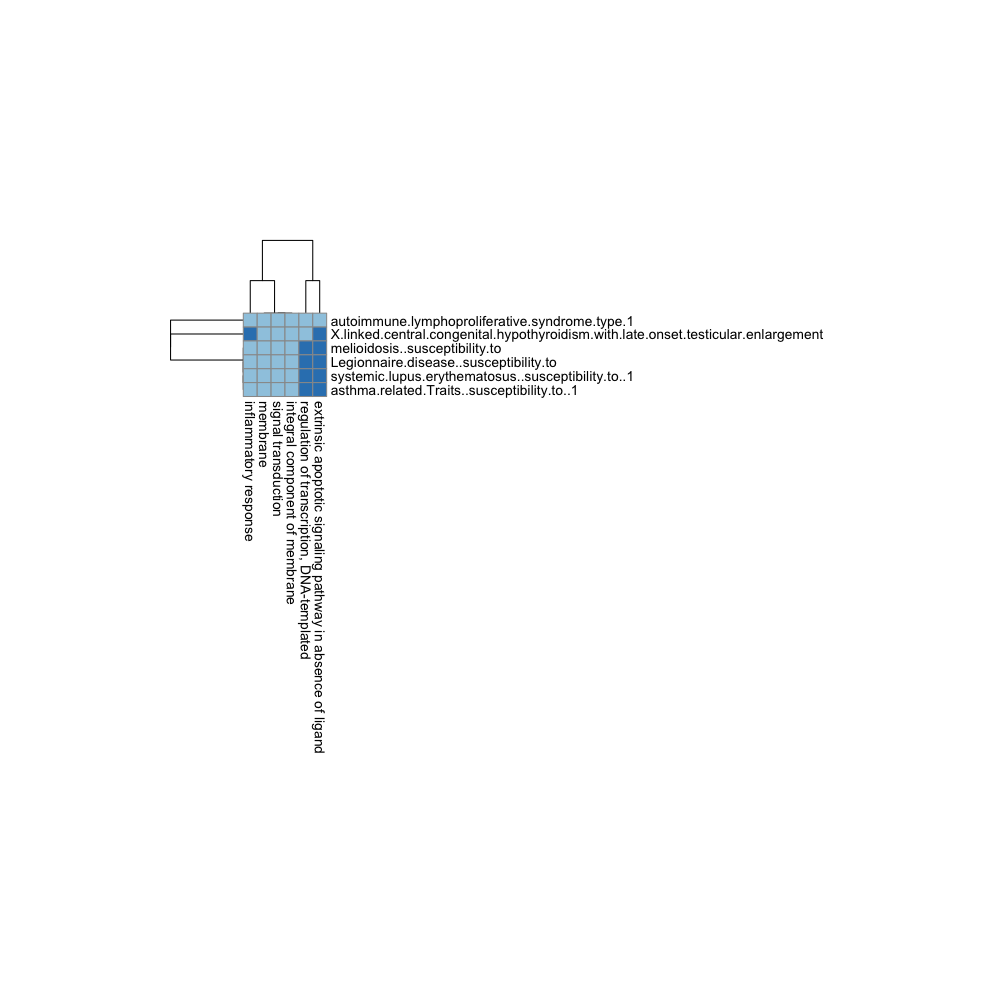 autoimmune.lymphoproliferative.syndrome.type.1
X.linked.central.congenital.hypothyroidism.with.late.onset.testicular.enlargement
melioidosis..susceptibility.to
Legionnaire.disease..susceptibility.to
systemic.lupus.erythematosus..susceptibility.to..1
asthma.related.Traits..susceptibility.to..1
inflammatory response
membrane
signal transduction
integral component of membrane
regulation of transcription, DNA-templated
extrinsic apoptotic signaling pathway in absence of ligand